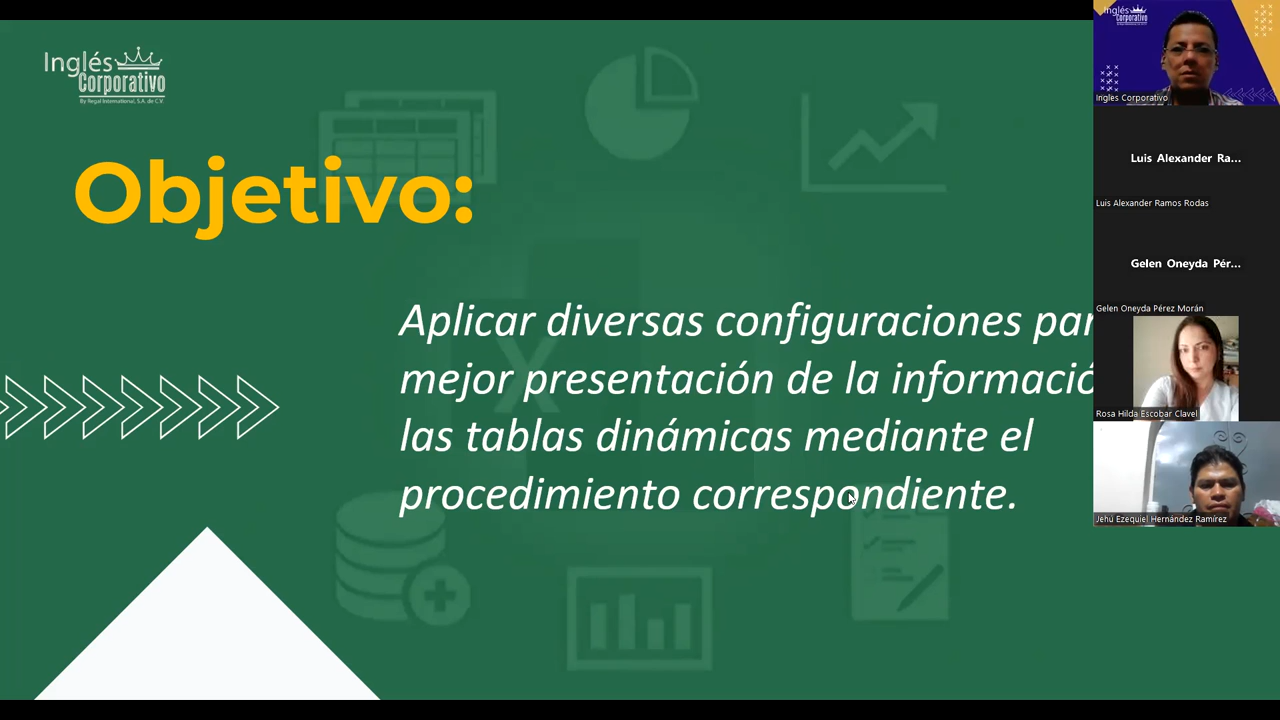 Inglés
Corporativo
By Regal International, S.A. de C.V.
Objetivo:
Aplicar diversas configuraciones par
mejor presentación de la informació
las tablas dinámicas mediante el
procedimiento correspondiente.
Inglés
Corporativo
Ingles Corporativo
Luis Alexander Ra...
Luis Alexander Ramos Rodas
Gelen Oneyda Pér...
Gelen Oneyda Pérez Morán
Rosa Hilda Escobar Clavel
Jehú Ezequiel Hernández Ramírez